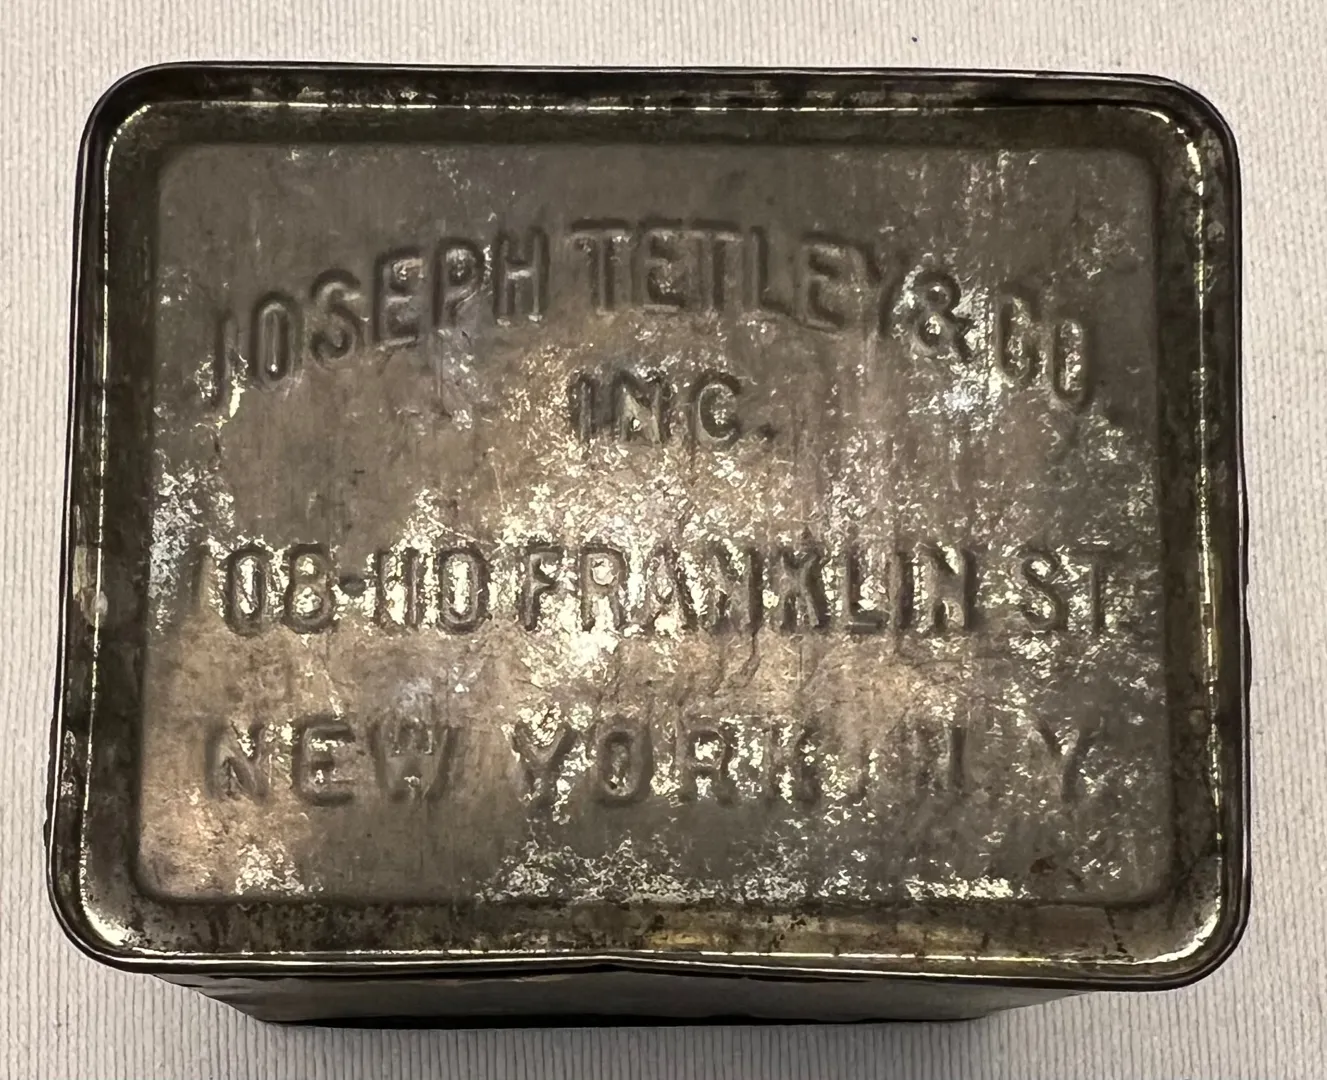 JOSEPH TETLEY & CO
INC.
108-110 FRANKLIN ST
NEW YORK, N.Y.